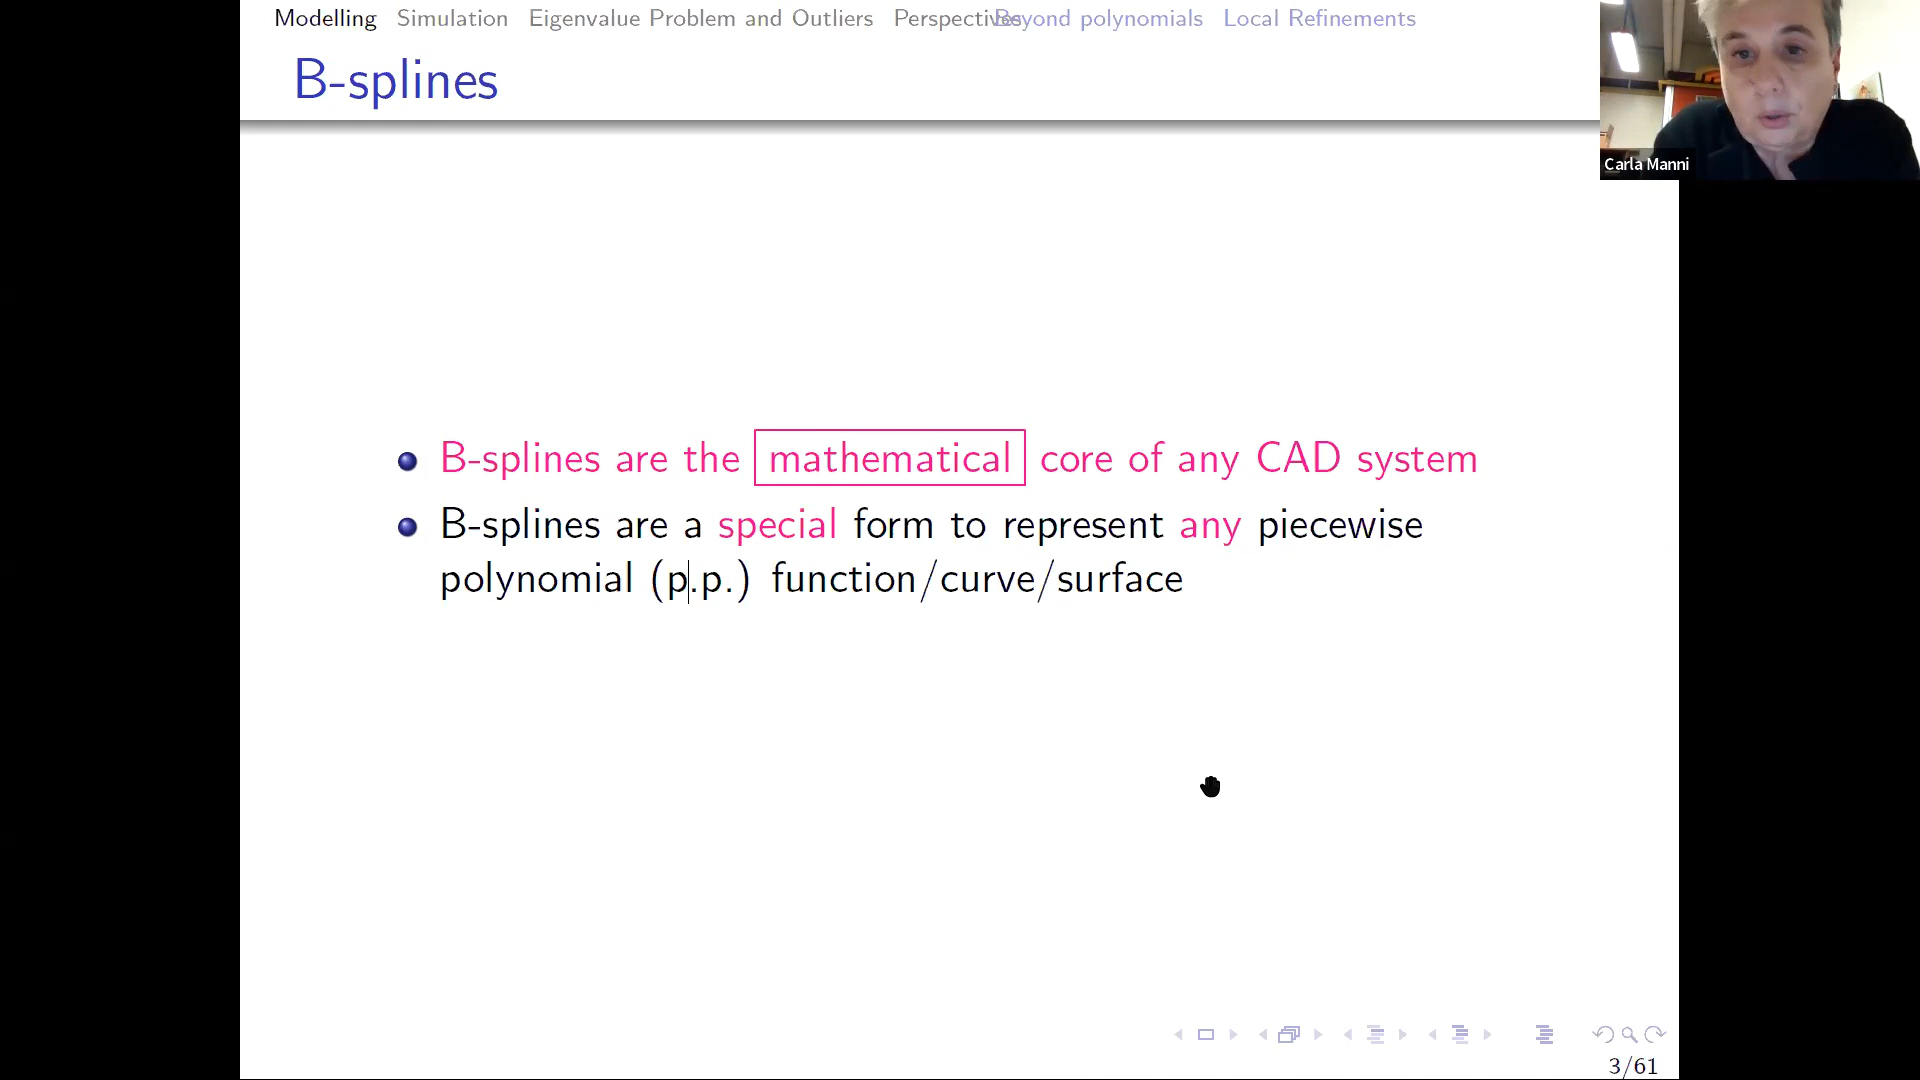 Modelling Simulation Eigenvalue Problem and Outliers Perspectives Beyond polynomials Local Refinements
B-splines
Carla Manni
B-splines are the mathematical core of any CAD system
B-splines are a special form to represent any piecewise
polynomial (p.p.) function/curve/surface
3/61